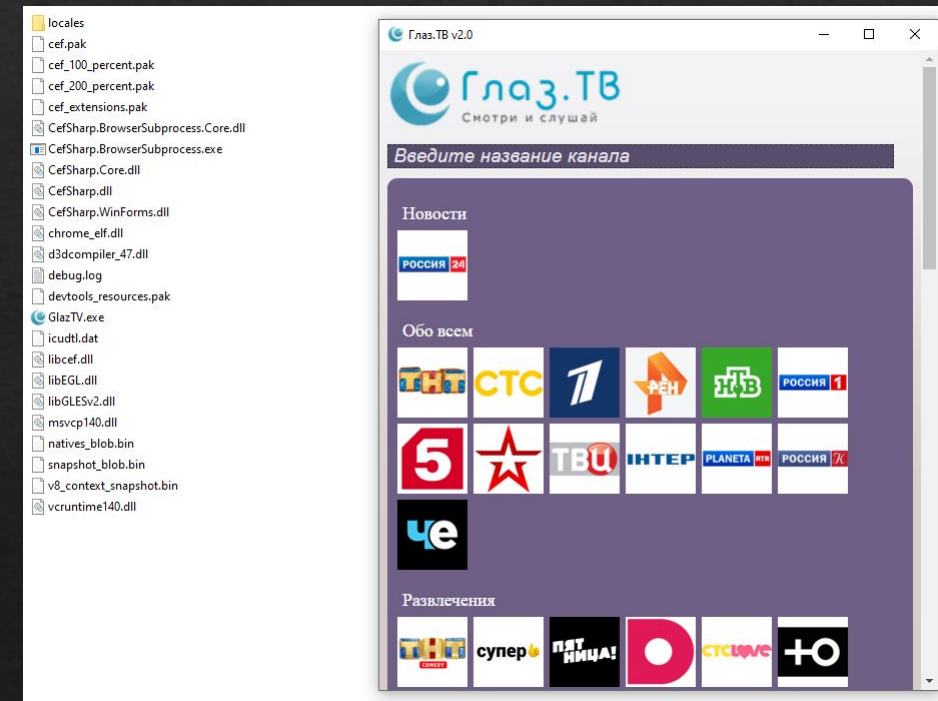 locales
cef.pak
cef_100_percent.pak
cef_200_percent.pak
cef_extensions.pak
CefSharp.BrowserSubprocess.Core.dll
CefSharp.BrowserSubprocess.exe
CefSharp.Core.dll
CefSharp.dll
CefSharp.WinForms.dll
chrome_elf.dll
d3dcompiler_47.dll
debug.log
devtools_resources.pak
GlazTV.exe
icudtl.dat
libcef.dll
libEGL.dll
libGLESv2.dll
msvcp140.dll
natives_blob.bin
snapshot_blob.bin
v8_context_snapshot.bin
vcruntime140.dll
Глаз.ТВ v2.0
Глаз.ТВ
Смотри и слушай
Введите название канала
Новости
РОССИЯ 24
Обо всем
ТНТ СТС 1 РЕН НТВ РОССИЯ 1
5 ТВЦ ІНТЕР PLANETA RTR РОССИЯ К
Че
Развлечения
ТНТ COMEDY супер ПЯТНИЦА! СТС LOVE Ю